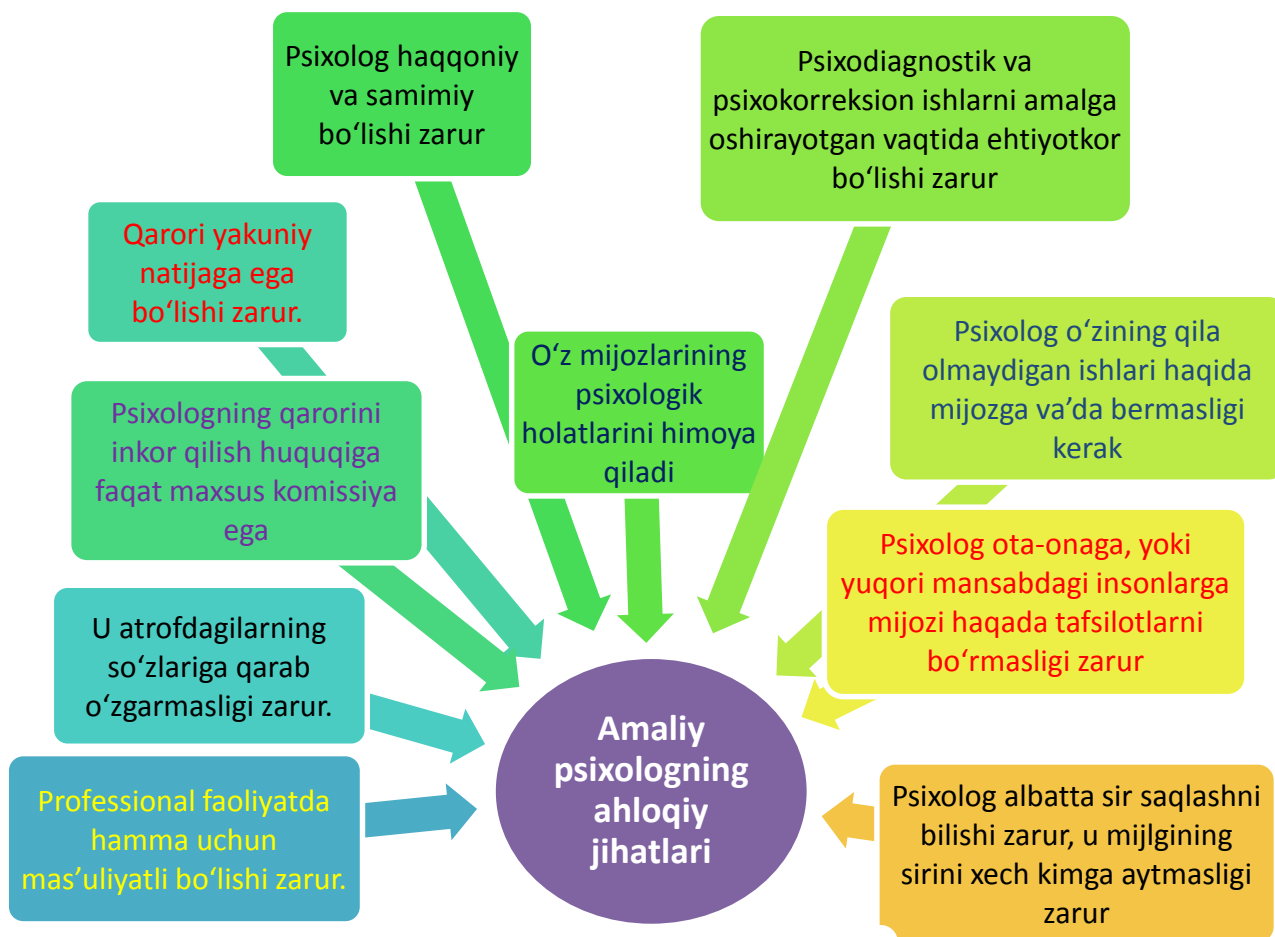 Psixolog haqqoniy
va samimiy
bo‘lishi zarur
Psixodiagnostik va
psixokorreksion ishlarni amalga
oshirayotgan vaqtida ehtiyotkor
bo‘lishi zarur
Qarori yakuniy
natijaga ega
bo‘lishi zarur.
Psixolog o‘zining qila
olmaydigan ishlari haqida
mijozga va’da bermasligi
kerak
O‘z mijozlarining
psixologik
holatlarini himoya
qiladi
Psixologning qarorini
inkor qilish huquqiga
faqat maxsus komissiya
ega
Psixolog ota-onaga, yoki
yuqori mansabdagi insonlarga
mijozi haqada tafsilotlarni
bo‘rmasligi zarur
U atrofdagilarning
so‘zlariga qarab
o‘zgarmasligi zarur.
Amaliy
psixologning
ahloqiy
jihatlari
Professional faoliyatda
hamma uchun
mas’uliyatli bo‘lishi zarur.
Psixolog albatta sir saqlashni
bilishi zarur, u mijlgining
sirini xech kimga aytmasligi
zarur